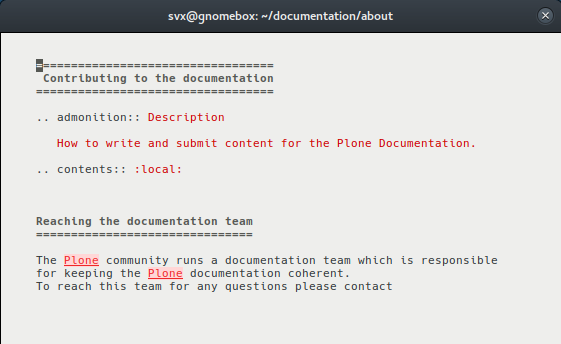 svx@gnomebox: ~/documentation/about
==================================
Contributing to the documentation
==================================
.. admonition:: Description
How to write and submit content for the Plone Documentation.
.. contents:: :local:
Reaching the documentation team
===============================
The Plone community runs a documentation team which is responsible
for keeping the Plone documentation coherent.
To reach this team for any questions please contact